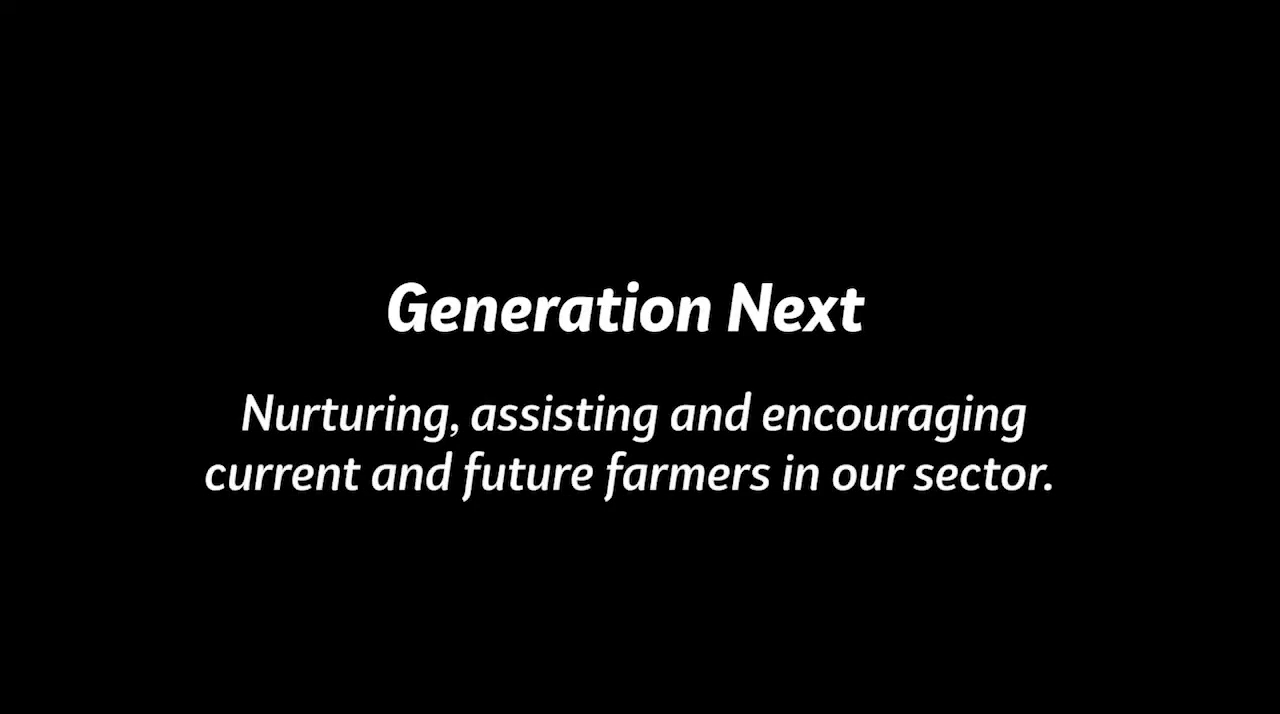 Generation Next
Nurturing, assisting and encouraging
current and future farmers in our sector.